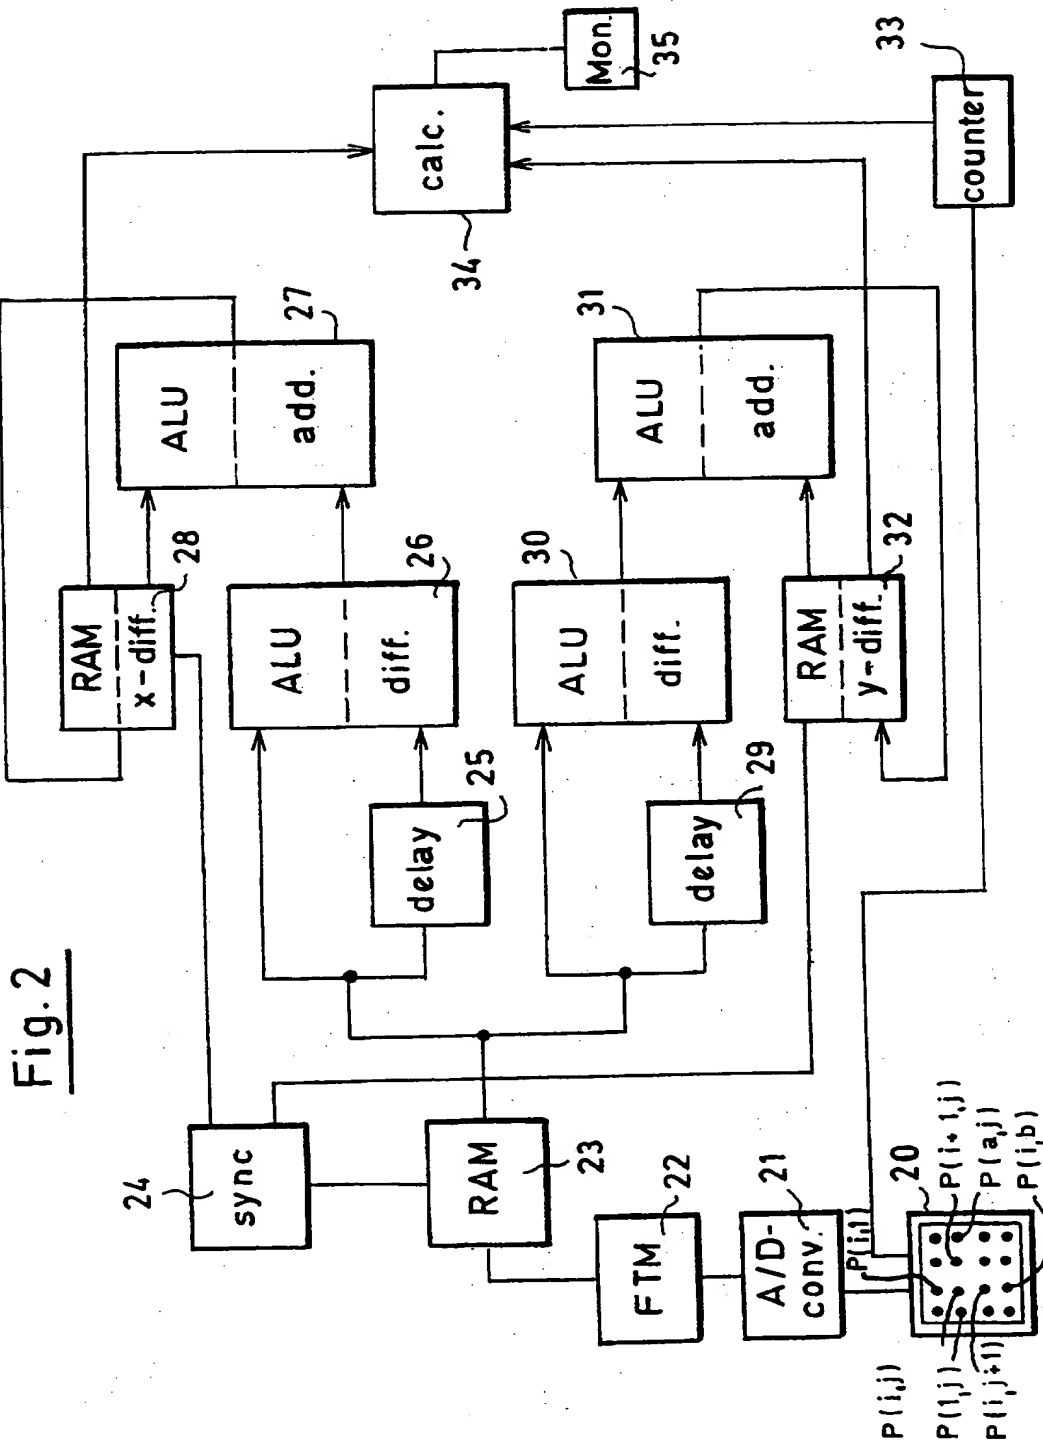 Fig. 2
sync
24
RAM
23
FTM
22
A/D-
conv.
21
20
P(i,1)
P(i+1,j)
P(a,j)
P(i,b)
P(i,j)
P(1,j)
P(i,j+1)
delay
25
delay
29
RAM
x-diff.
28
ALU
diff.
26
ALU
diff.
30
RAM
y-diff.
32
ALU
add.
27
ALU
add.
31
calc.
34
Mon.
35
counter
33